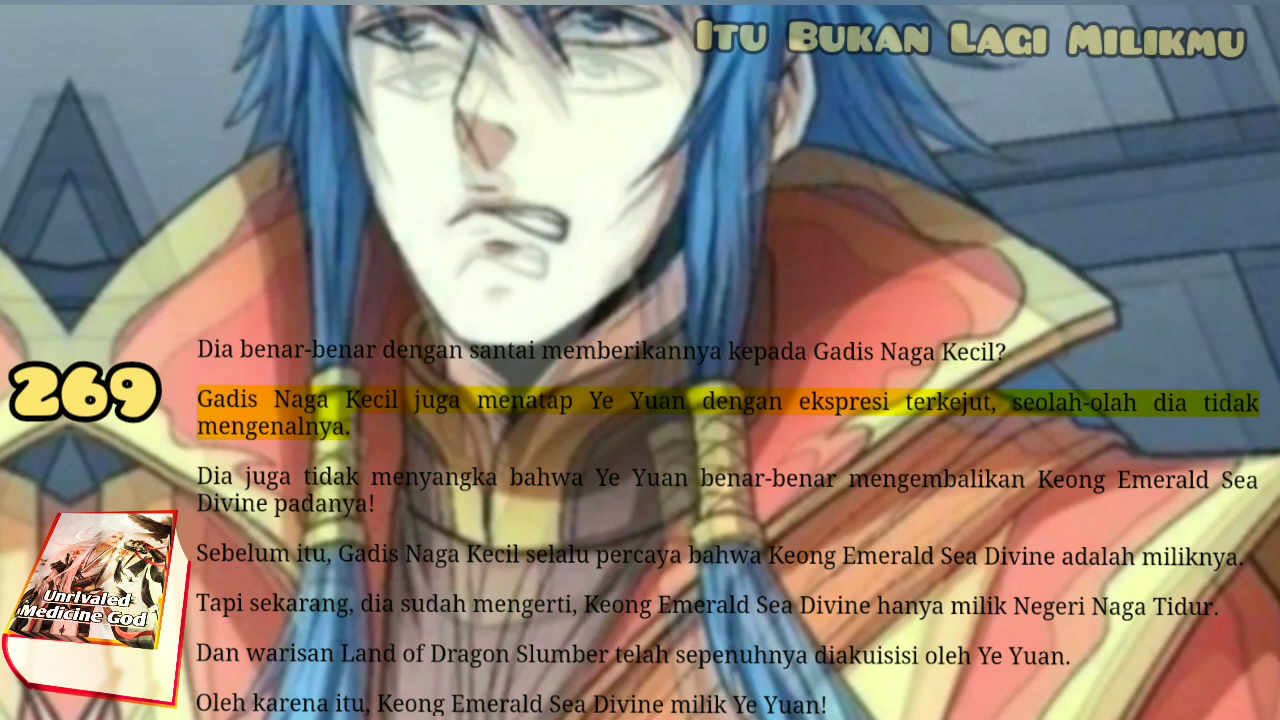 Itu Bukan Lagi Milikmu
Dia benar-benar dengan santai memberikannya kepada Gadis Naga Kecil?
269
Gadis Naga Kecil juga menatap Ye Yuan dengan ekspresi terkejut, seolah-olah dia tidak
mengenalnya.
Dia juga tidak menyangka bahwa Ye Yuan benar-benar mengembalikan Keong Emerald Sea
Divine padanya!
Sebelum itu, Gadis Naga Kecil selalu percaya bahwa Keong Emerald Sea Divine adalah miliknya.
Unrivaled
Medicine God
Tapi sekarang, dia sudah mengerti, Keong Emerald Sea Divine hanya milik Negeri Naga Tidur.
Dan warisan Land of Dragon Slumber telah sepenuhnya diakuisisi oleh Ye Yuan.
Oleh karena itu, Keong Emerald Sea Divine milik Ye Yuan!